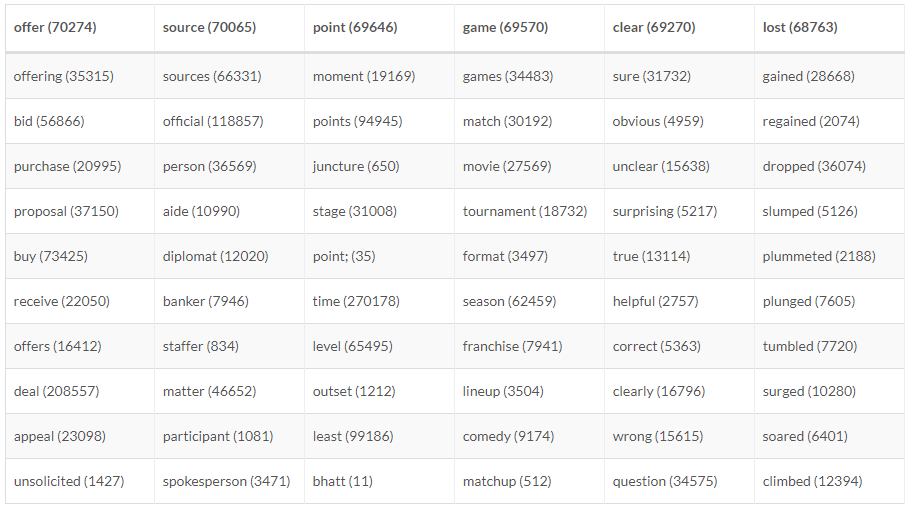 offer (70274) source (70065) point (69646) game (69570) clear (69270) lost (68763)
offering (35315) sources (66331) moment (19169) games (34483) sure (31732) gained (28668)
bid (56866) official (118857) points (94945) match (30192) obvious (4959) regained (2074)
purchase (20995) person (36569) juncture (650) movie (27569) unclear (15638) dropped (36074)
proposal (37150) aide (10990) stage (31008) tournament (18732) surprising (5217) slumped (5126)
buy (73425) diplomat (12020) point; (35) format (3497) true (13114) plummeted (2188)
receive (22050) banker (7946) time (270178) season (62459) helpful (2757) plunged (7605)
offers (16412) staffer (834) level (65495) franchise (7941) correct (5363) tumbled (7720)
deal (208557) matter (46652) outset (1212) lineup (3504) clearly (16796) surged (10280)
appeal (23098) participant (1081) least (99186) comedy (9174) wrong (15615) soared (6401)
unsolicited (1427) spokesperson (3471) bhatt (11) matchup (512) question (34575) climbed (12394)